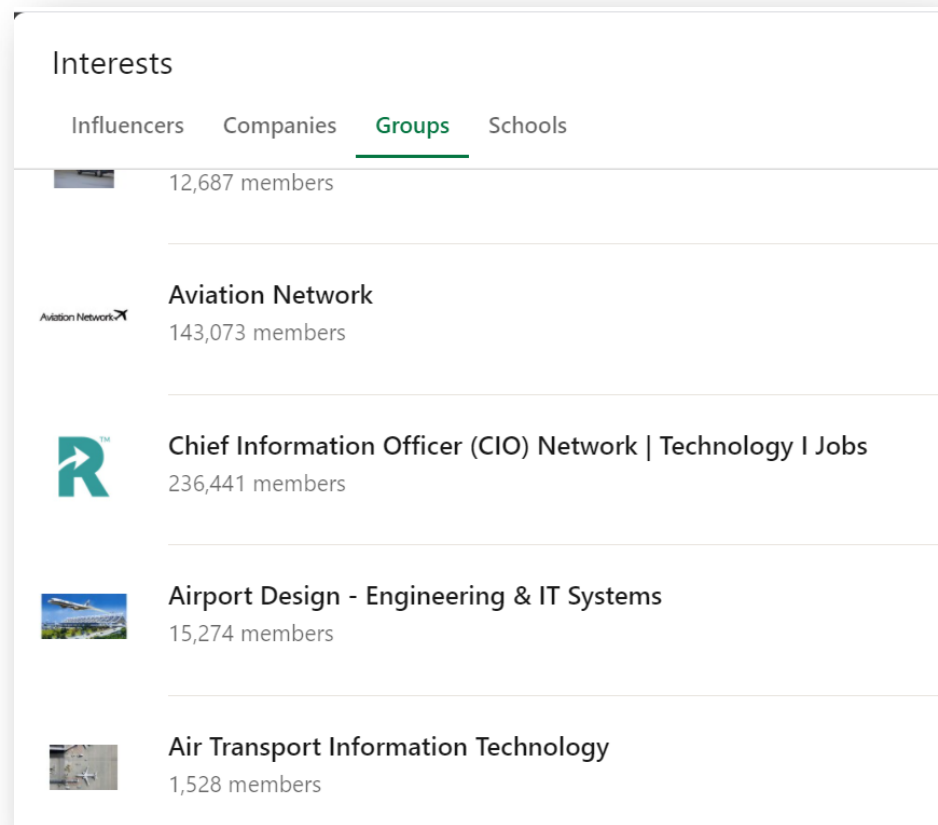 Interests
Influencers Companies Groups Schools
12,687 members
Aviation Network
Aviation Network
143,073 members
R™
Chief Information Officer (CIO) Network | Technology I Jobs
236,441 members
Airport Design - Engineering & IT Systems
15,274 members
Air Transport Information Technology
1,528 members